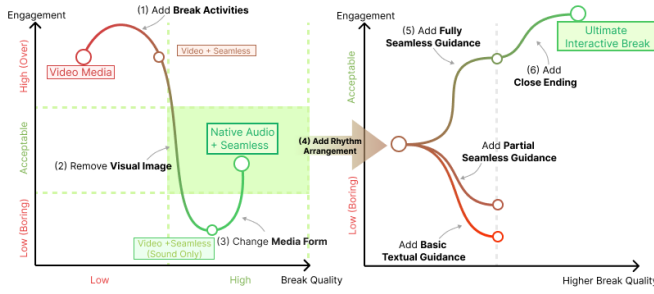 Engagement
(1) Add Break Activities
High (Over)
Video Media
Video + Seamless
Acceptable
Native Audio
+ Seamless
(2) Remove Visual Image
Low (Boring)
Video +Seamless
(Sound Only)
(3) Change Media Form
Low
High
Break Quality
(4) Add Rhythm
Arrangement
Engagement
(5) Add Fully
Seamless Guidance
Ultimate
Interactive Break
(6) Add
Close Ending
Acceptable
Add Partial
Seamless Guidance
Low (Boring)
Add Basic
Textual Guidance
Higher Break Quality